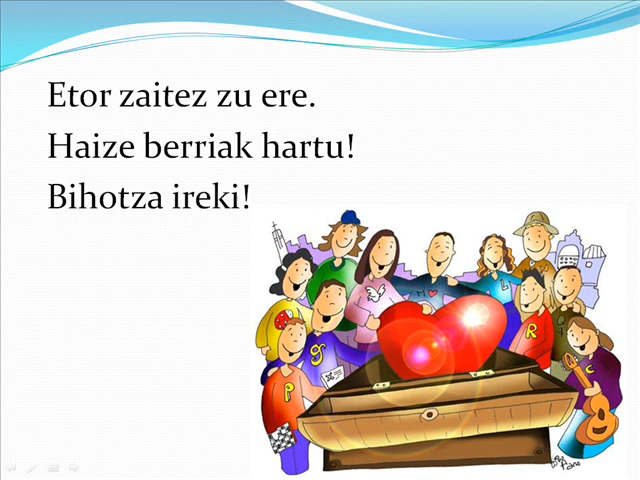 Etor zaitez zu ere.
Haize berriak hartu!
Bihotza ireki!
P
g
M
L
R
C